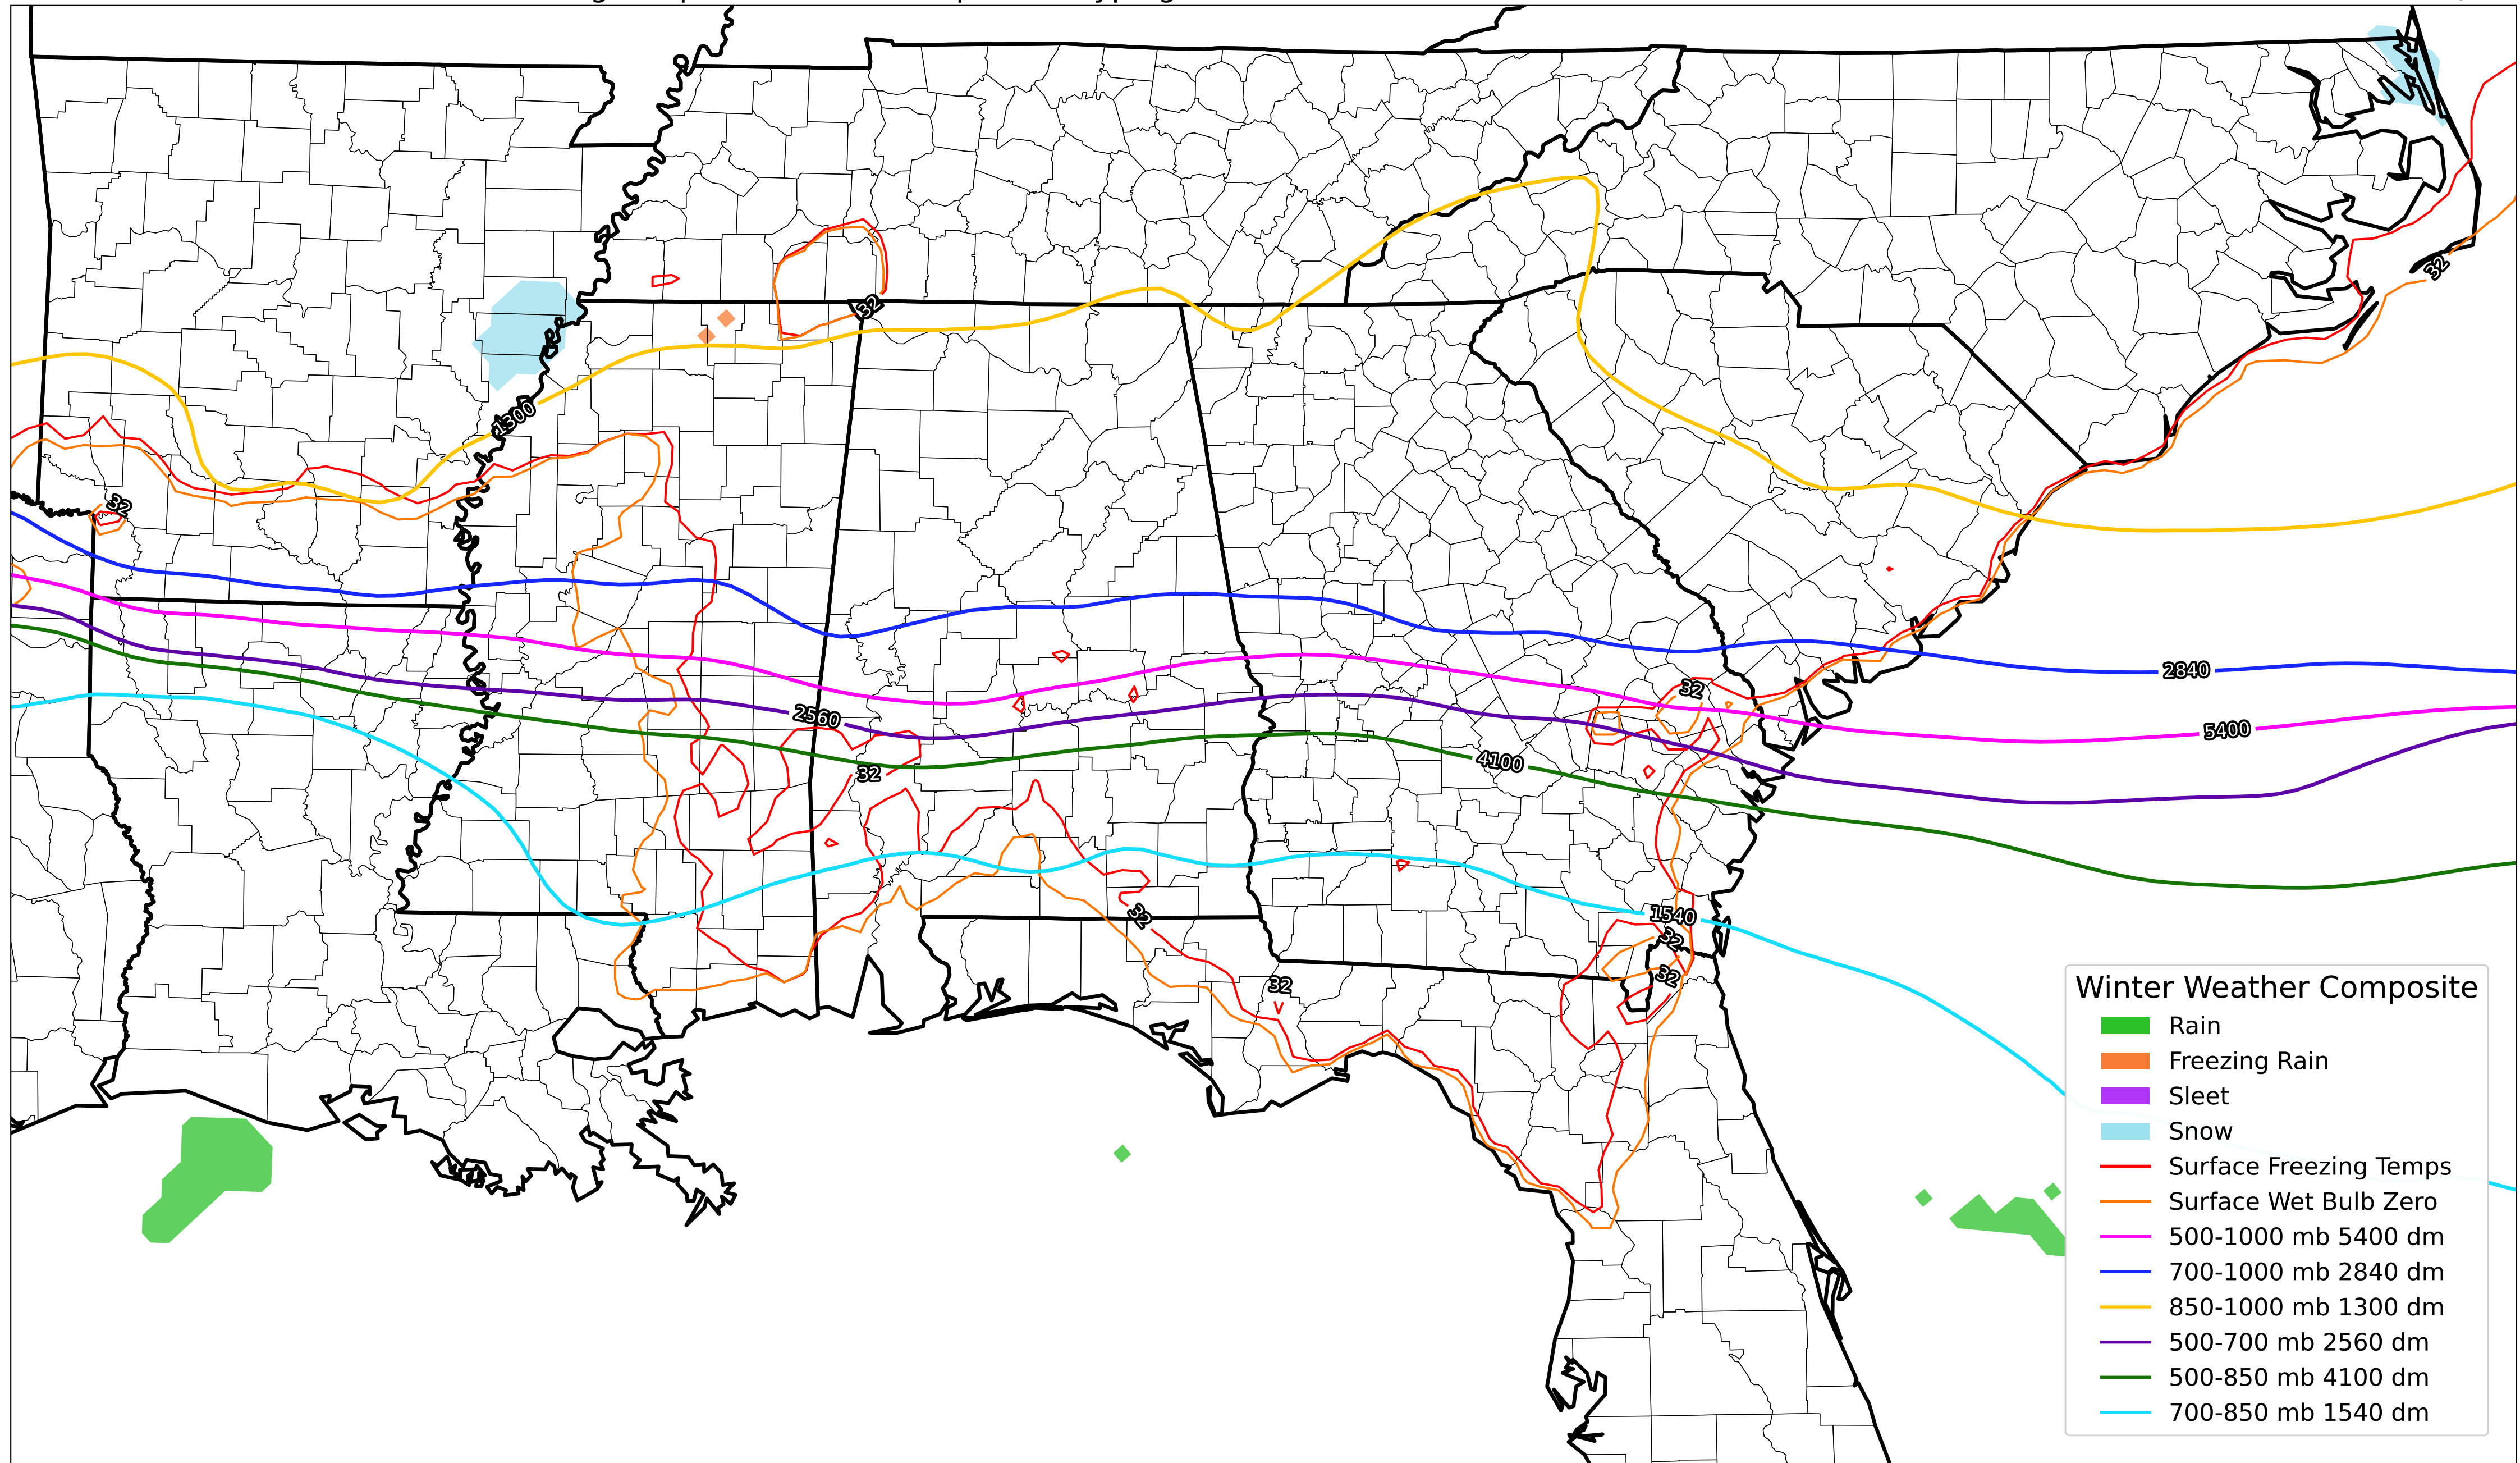 32
1300
32
2840
32
2560
5400
4100
32
1540
32
32
32
32
32
Winter Weather Composite
Rain
Freezing Rain
Sleet
Snow
Surface Freezing Temps
Surface Wet Bulb Zero
500-1000 mb 5400 dm
700-1000 mb 2840 dm
850-1000 mb 1300 dm
500-700 mb 2560 dm
500-850 mb 4100 dm
700-850 mb 1540 dm